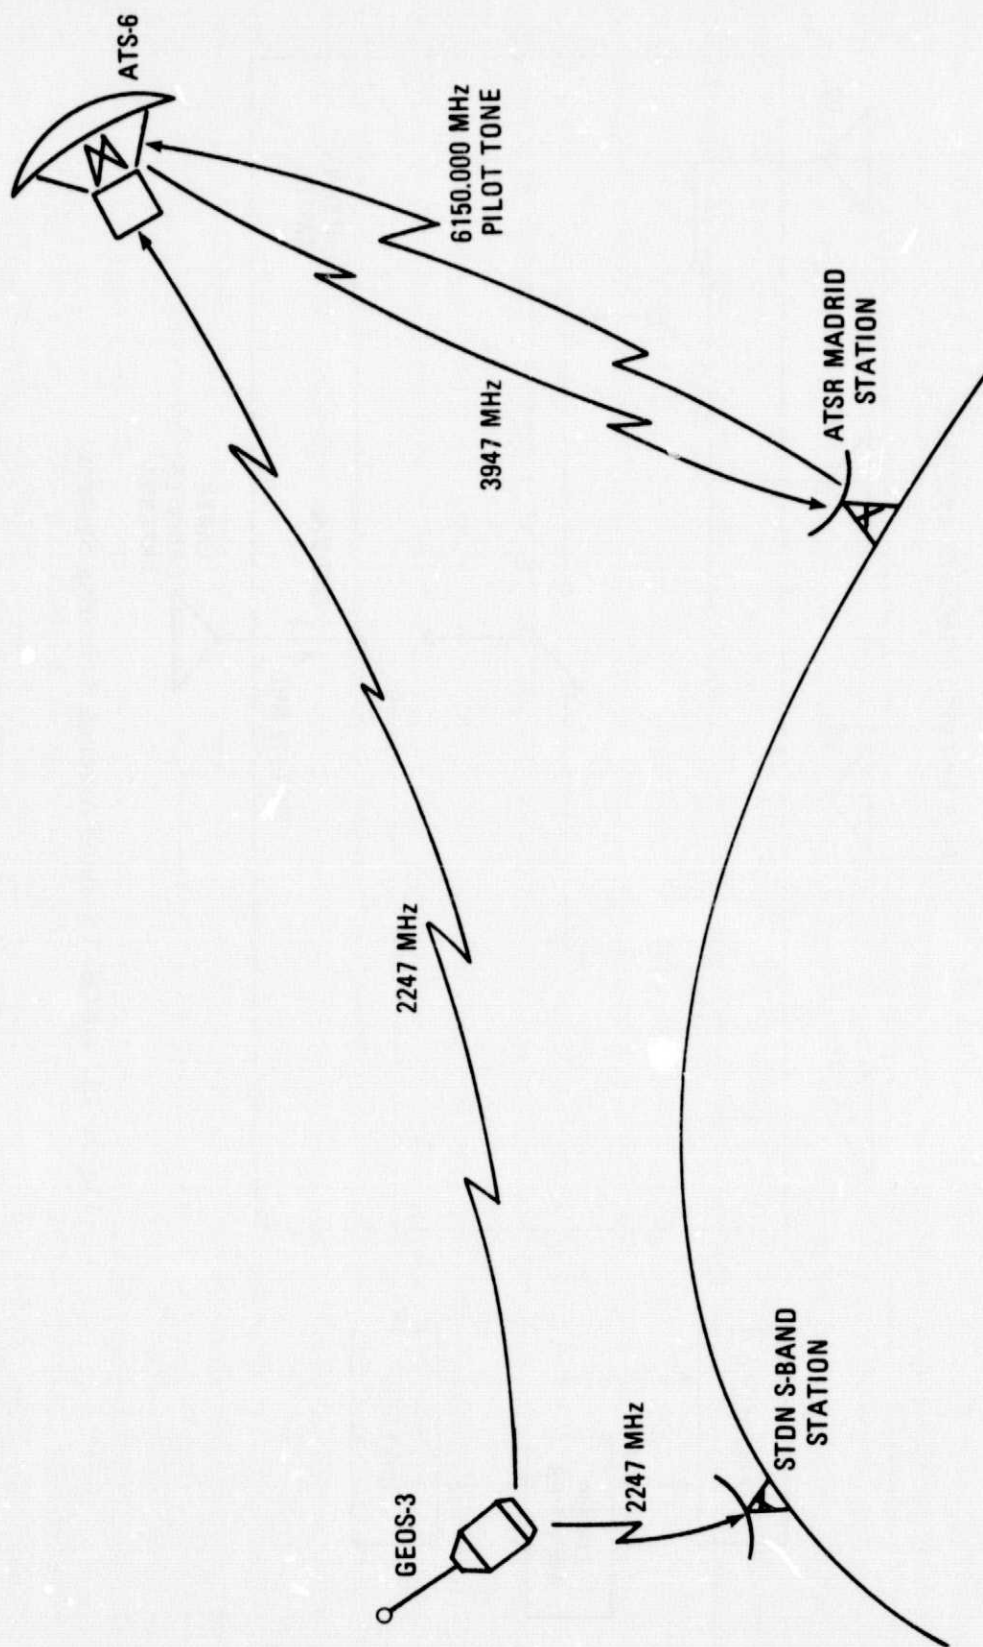 ATS-6
6150.000 MHz
PILOT TONE
3947 MHz
ATSR MADRID
STATION
2247 MHz
GEOS-3
2247 MHz
STDN S-BAND
STATION